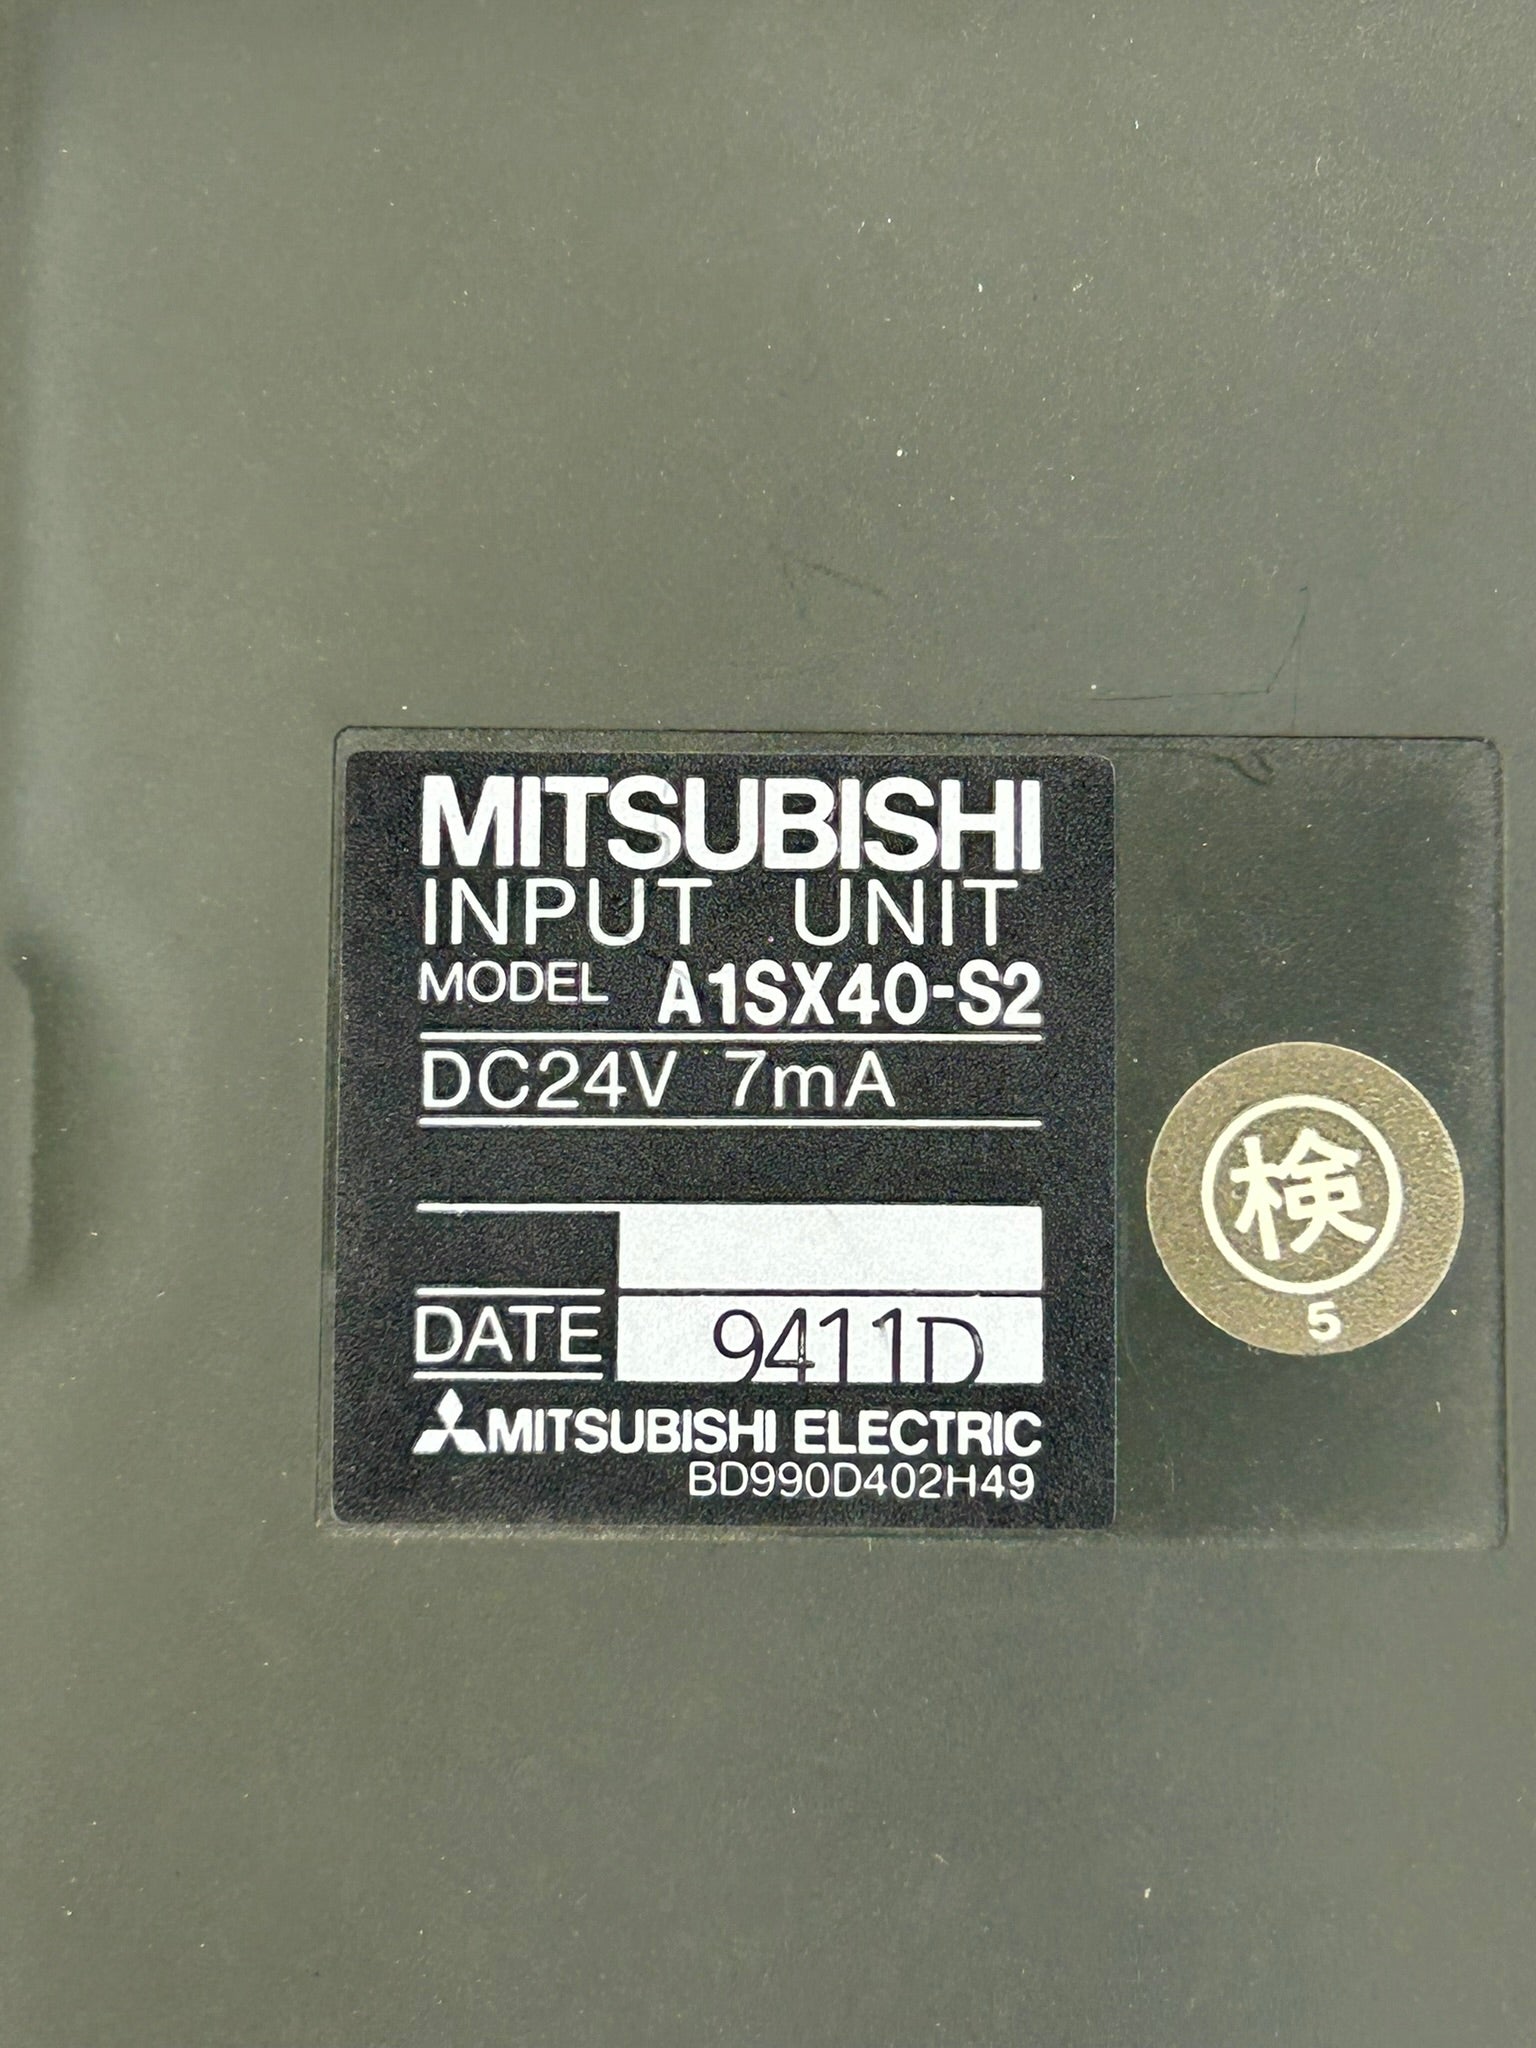 MITSUBISHI
INPUT UNIT
MODEL A1SX40-S2
DC24V 7mA
DATE 9411D
MITSUBISHI ELECTRIC
BD990D402H49
検
5